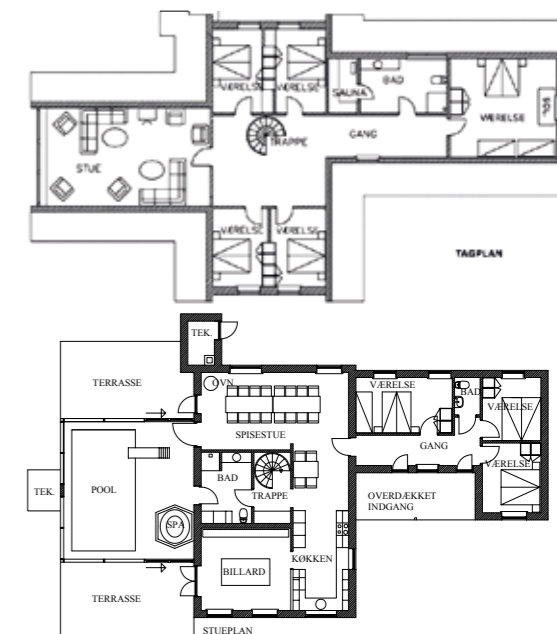 VÆRELSE
VÆRELSE
SAUNA
BAD
VÆRELSE
TRAPPE
GANG
STUE
VÆRELSE
VÆRELSE
TAGPLAN
TEK.
TERRASSE
OVN
VÆRELSE
BAD
VÆRELSE
SPISESTUE
GANG
VÆRELSE
BAD
TRAPPE
POOL
TEK.
OVERDÆKKET
INDGANG
SPA
KØKKEN
BILLARD
TERRASSE
STUEPLAN